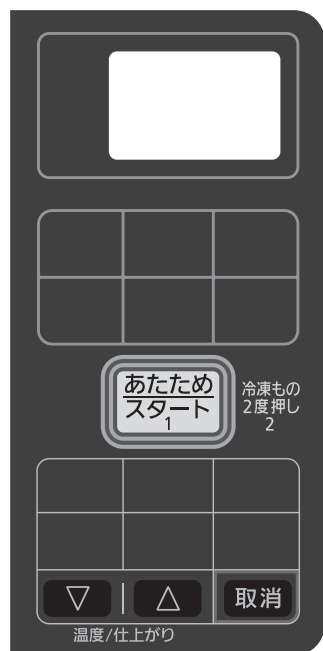 あたため
スタート
1
冷凍もの
2度押し
2
▽ △ 取消
温度/仕上がり